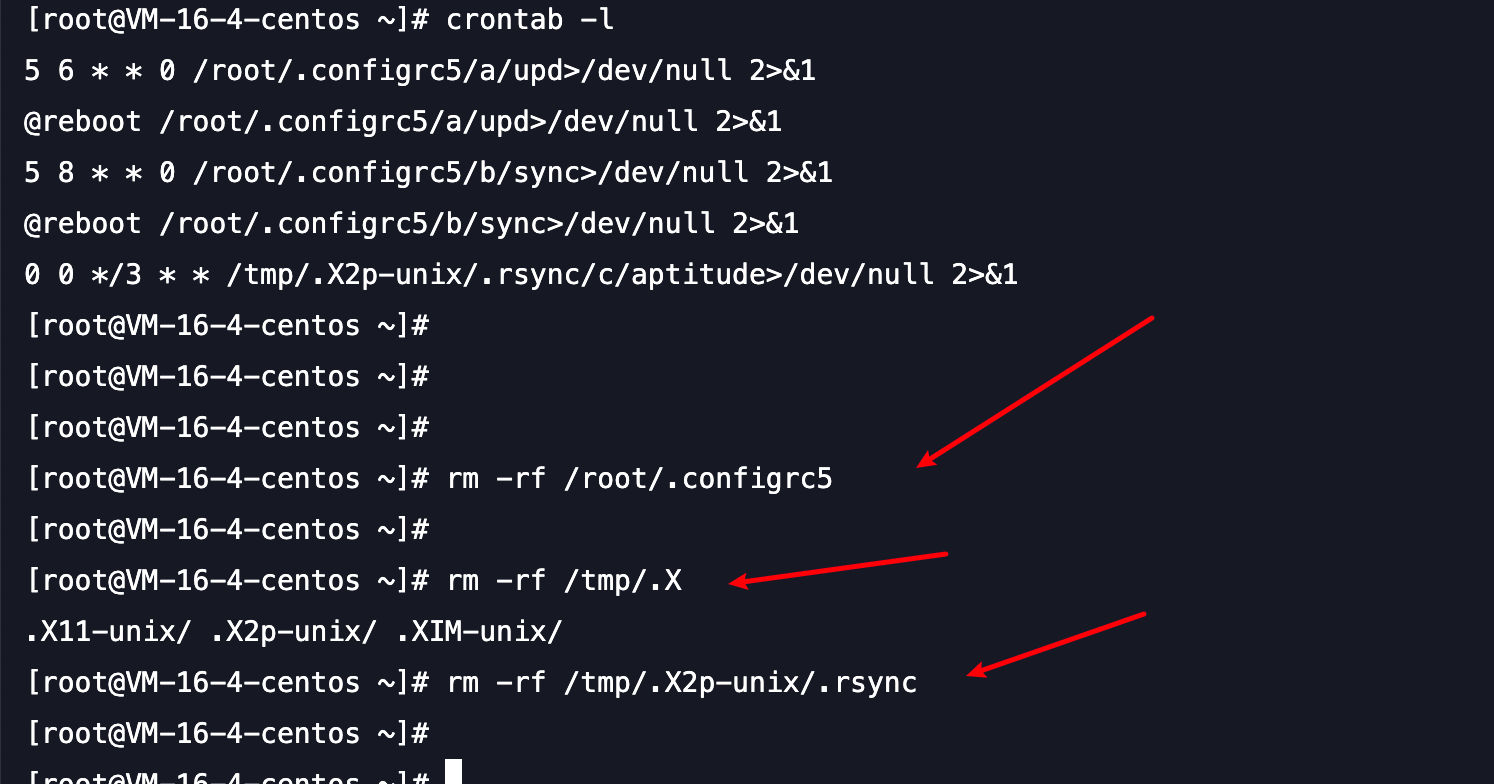 [root@VM-16-4-centos ~]# crontab -l
5 6 * * 0 /root/.configrc5/a/upd>/dev/null 2>&1
@reboot /root/.configrc5/a/upd>/dev/null 2>&1
5 8 * * 0 /root/.configrc5/b/sync>/dev/null 2>&1
@reboot /root/.configrc5/b/sync>/dev/null 2>&1
0 0 */3 * * /tmp/.X2p-unix/.rsync/c/aptitude>/dev/null 2>&1
[root@VM-16-4-centos ~]#
[root@VM-16-4-centos ~]#
[root@VM-16-4-centos ~]#
[root@VM-16-4-centos ~]# rm -rf /root/.configrc5
[root@VM-16-4-centos ~]#
[root@VM-16-4-centos ~]# rm -rf /tmp/.X
.X11-unix/ .X2p-unix/ .XIM-unix/
[root@VM-16-4-centos ~]# rm -rf /tmp/.X2p-unix/.rsync
[root@VM-16-4-centos ~]#
[root@VM-16-4-centos ~]#